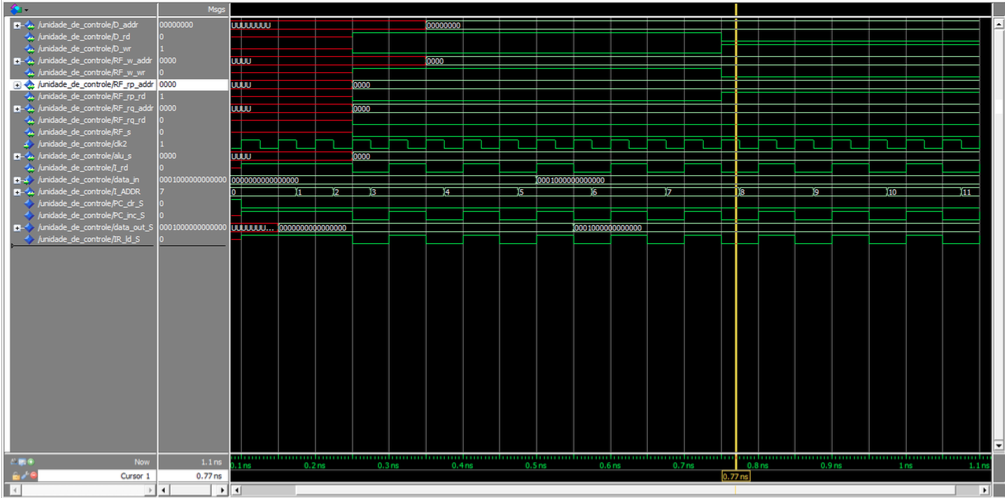 Msgs
/unidade_de_controle/D_addr 00000000 UUUUUUUU 00000000
/unidade_de_controle/D_rd 0
/unidade_de_controle/D_wr 1
/unidade_de_controle/RF_w_addr 0000 UUUU 0000
/unidade_de_controle/RF_w_wr 0
/unidade_de_controle/RF_rp_addr 0000 UUUU 0000
/unidade_de_controle/RF_rp_rd 1
/unidade_de_controle/RF_rq_addr 0000 UUUU 0000
/unidade_de_controle/RF_rq_rd 0
/unidade_de_controle/RF_s 0
/unidade_de_controle/clk2 1
/unidade_de_controle/alu_s 0000 UUUU 0000
/unidade_de_controle/I_rd 0
/unidade_de_controle/data_in 0001000000000000 0000000000000000 0001000000000000
/unidade_de_controle/I_ADDR 7 0 1 2 3 4 5 6 7 8 9 10 11
/unidade_de_controle/PC_clr_S 0
/unidade_de_controle/PC_inc_S 0
/unidade_de_controle/data_out_S 0001000000000000 UUUUUUU... 0000000000000000 0001000000000000
/unidade_de_controle/IR_ld_S 0
Now 1.1 ns 0.1 ns 0.2 ns 0.3 ns 0.4 ns 0.5 ns 0.6 ns 0.7 ns 0.8 ns 0.9 ns 1 ns 1.1 ns
Cursor 1 0.77 ns 0.77 ns